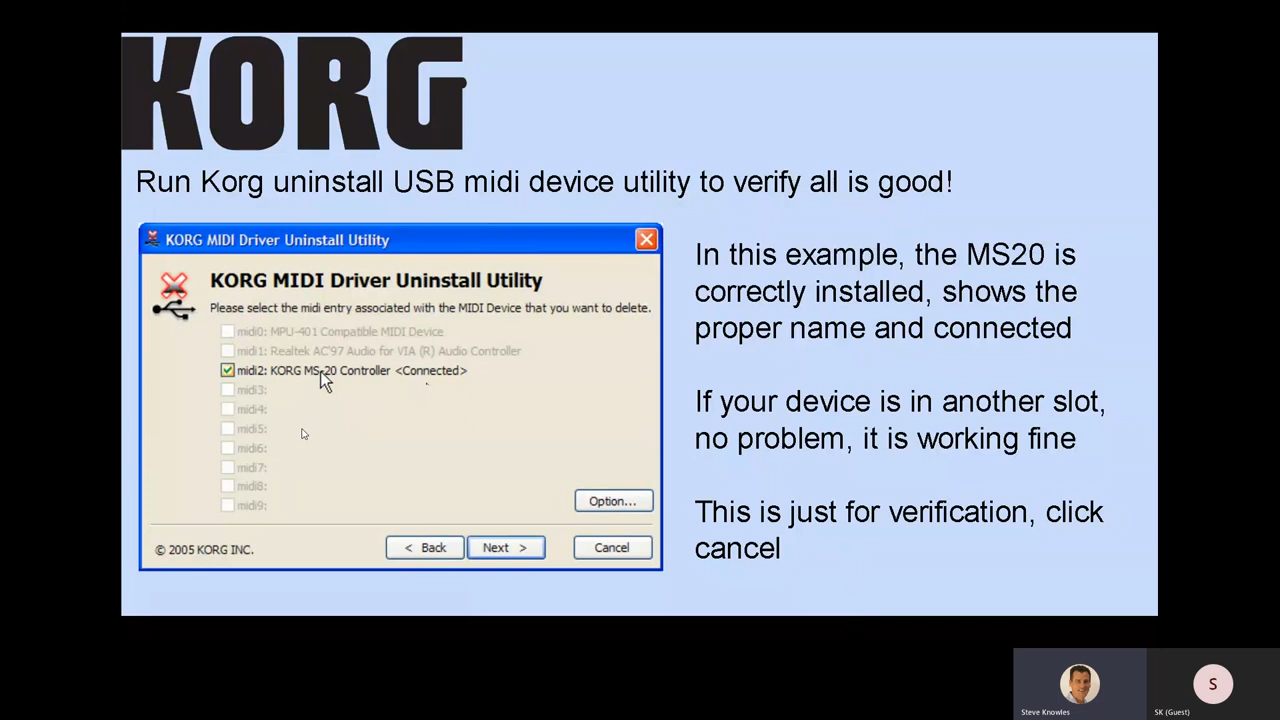 KORG
Run Korg uninstall USB midi device utility to verify all is good!
KORG MIDI Driver Uninstall Utility
KORG MIDI Driver Uninstall Utility
Please select the midi entry associated with the MIDI Device that you want to delete.
midi0: MPU-401 Compatible MIDI Device
midi1: Realtek AC'97 Audio for VIA (R) Audio Controller
midi2: KORG MS-20 Controller <Connected>
midi3:
midi4:
midi5:
midi6:
midi7:
midi8:
midi9:
Option...
© 2005 KORG INC.
< Back
Next >
Cancel
In this example, the MS20 is
correctly installed, shows the
proper name and connected
If your device is in another slot,
no problem, it is working fine
This is just for verification, click
cancel
Steve Knowles
S
SK (Guest)